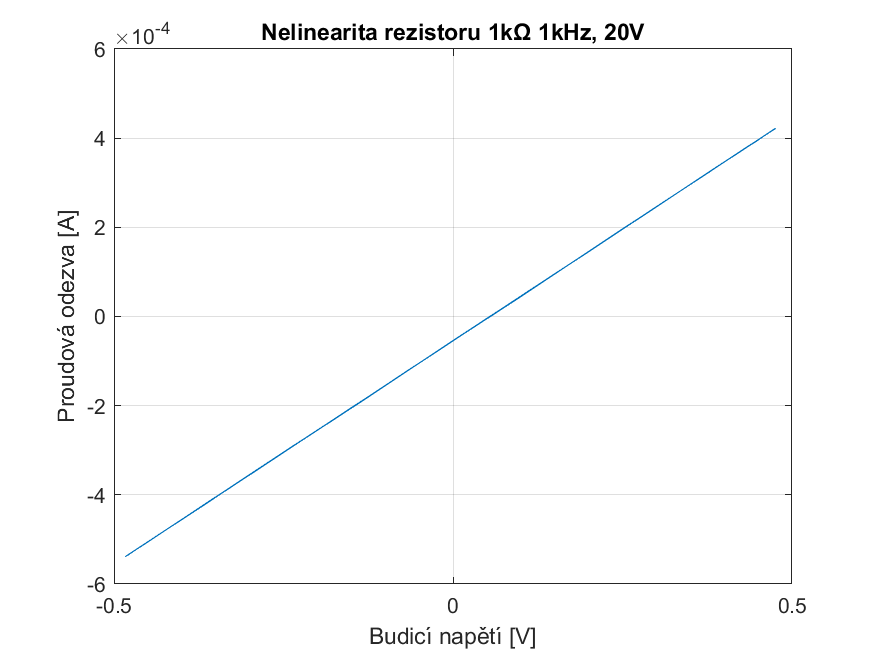 Nelinearita rezistoru 1kΩ 1kHz, 20V
×10-4
6
4
2
0
-2
-4
-6
-0.5 0 0.5
Proudová odezva [A]
Budicí napětí [V]